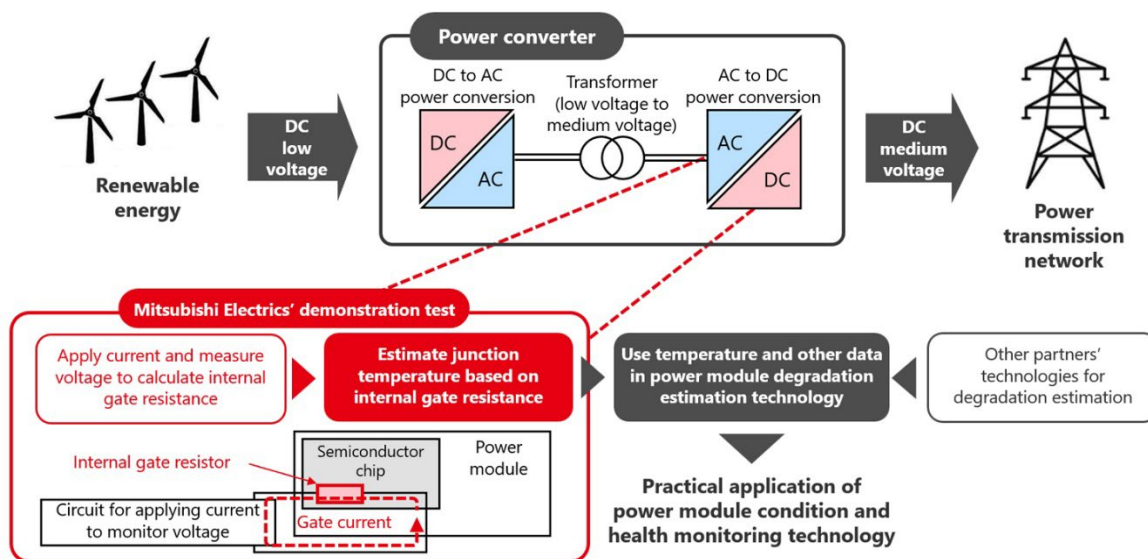 Power converter
DC to AC
power conversion
Transformer
(low voltage to
medium voltage)
AC to DC
power conversion
DC
AC
AC
DC
DC
low
voltage
DC
medium
voltage
Renewable
energy
Power
transmission
network
Mitsubishi Electrics’ demonstration test
Apply current and measure
voltage to calculate internal
gate resistance
Estimate junction
temperature based on
internal gate resistance
Use temperature and other data
in power module degradation
estimation technology
Other partners’
technologies for
degradation estimation
Internal gate resistor
Semiconductor
chip
Power
module
Circuit for applying current
to monitor voltage
Gate current
Practical application of
power module condition and
health monitoring technology